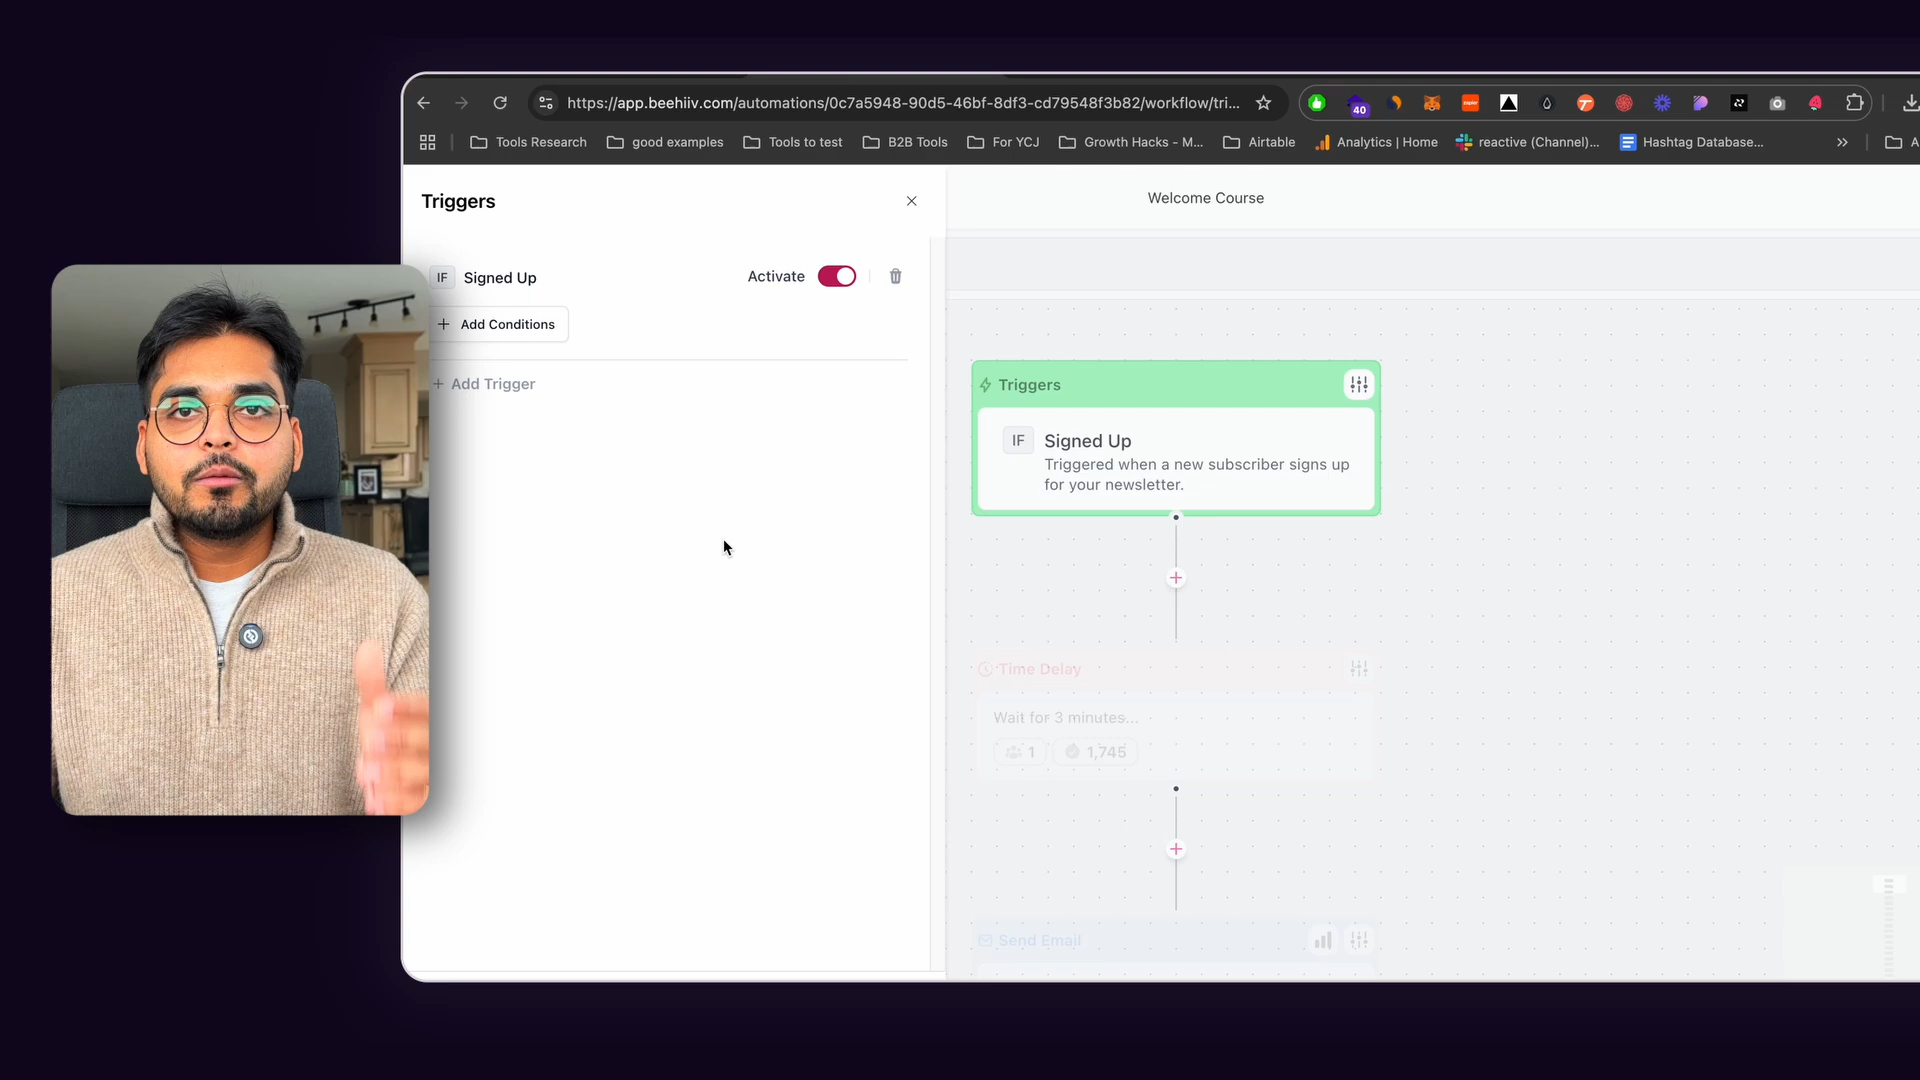 https://app.beehiiv.com/automations/0c7a5948-90d5-46bf-8df3-cd79548f3b82/workflow/tri...
40
zapier
Tools Research
good examples
Tools to test
B2B Tools
For YCJ
Growth Hacks - M...
Airtable
Analytics | Home
reactive (Channel)...
Hashtag Database...
A
Triggers
Welcome Course
IF Signed Up
Activate
+ Add Conditions
+ Add Trigger
Triggers
IF Signed Up
Triggered when a new subscriber signs up
for your newsletter.
Time Delay
Wait for 3 minutes...
1 1,745
Send Email